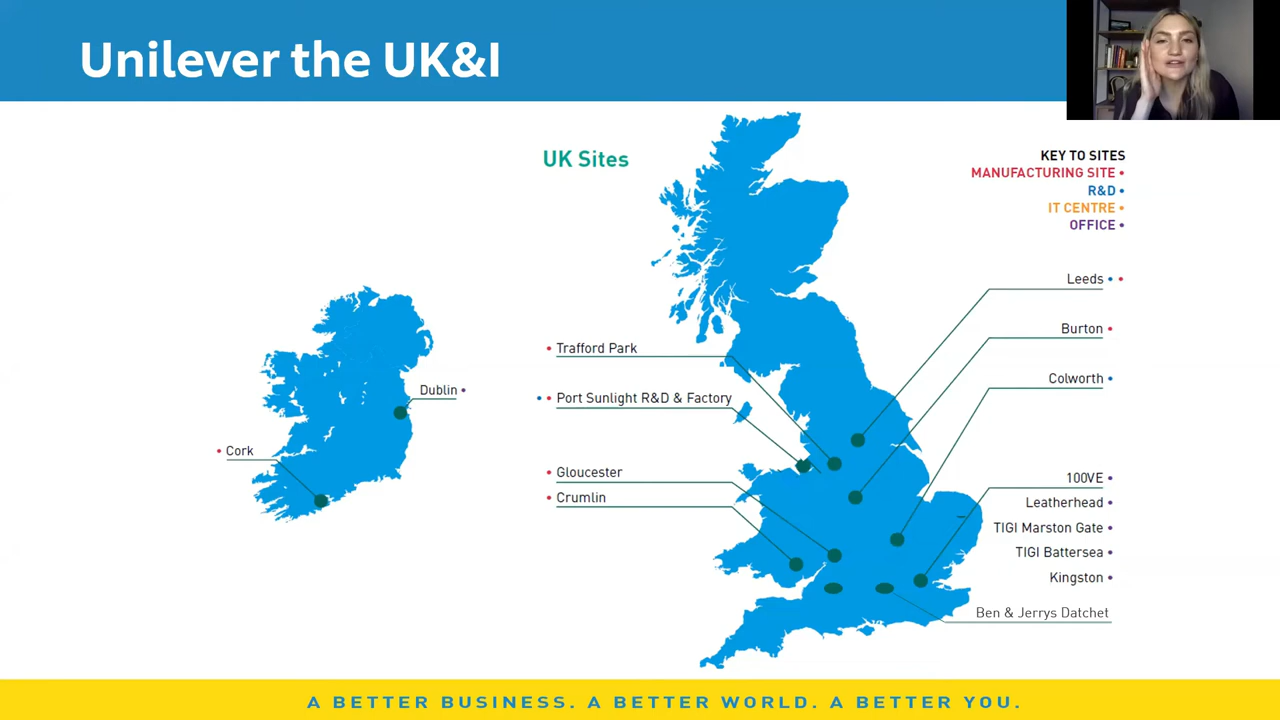 Unilever the UK&I
UK Sites
KEY TO SITES
MANUFACTURING SITE •
R&D •
IT CENTRE •
OFFICE •
Leeds • •
Burton •
• Trafford Park
Colworth •
Dublin •
• • Port Sunlight R&D & Factory
• Cork
• Gloucester
100VE •
• Crumlin
Leatherhead •
TIGI Marston Gate •
TIGI Battersea •
Kingston •
Ben & Jerrys Datchet
A BETTER BUSINESS. A BETTER WORLD. A BETTER YOU.